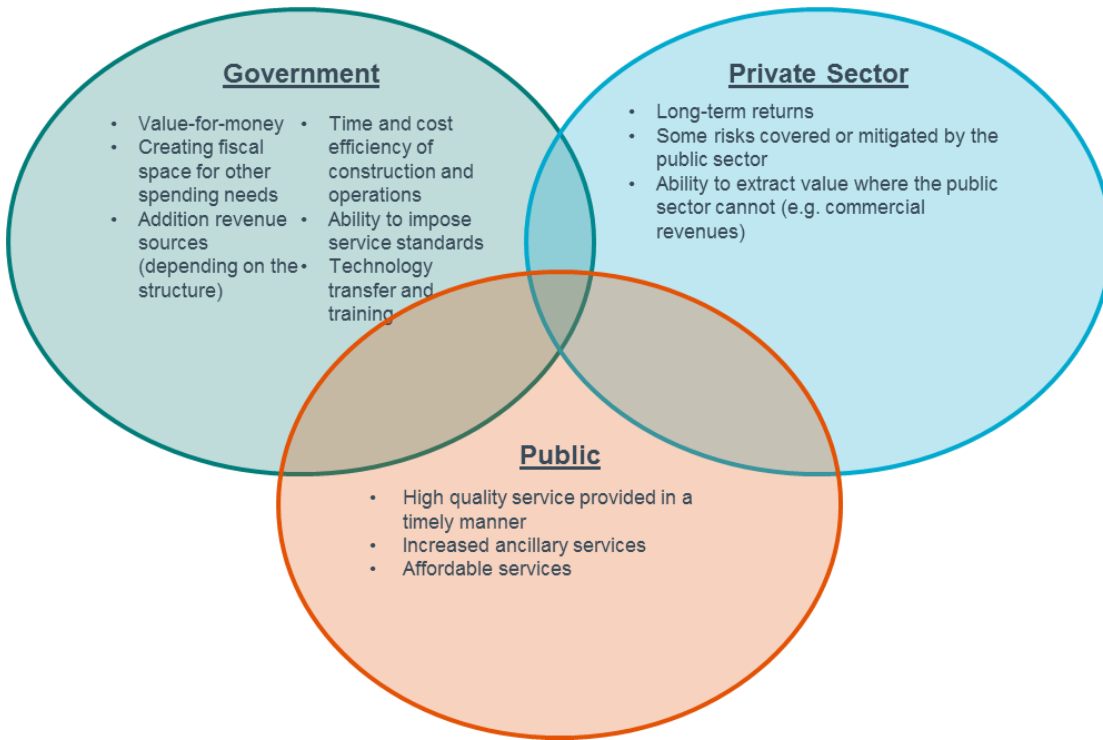 Government
• Value-for-money
• Creating fiscal
space for other
spending needs
• Addition revenue
sources
(depending on the
structure)
• Time and cost
efficiency of
construction and
operations
• Ability to impose
service standards
• Technology
transfer and
training
Private Sector
• Long-term returns
• Some risks covered or mitigated by the
public sector
• Ability to extract value where the public
sector cannot (e.g. commercial
revenues)
Public
• High quality service provided in a
timely manner
• Increased ancillary services
• Affordable services